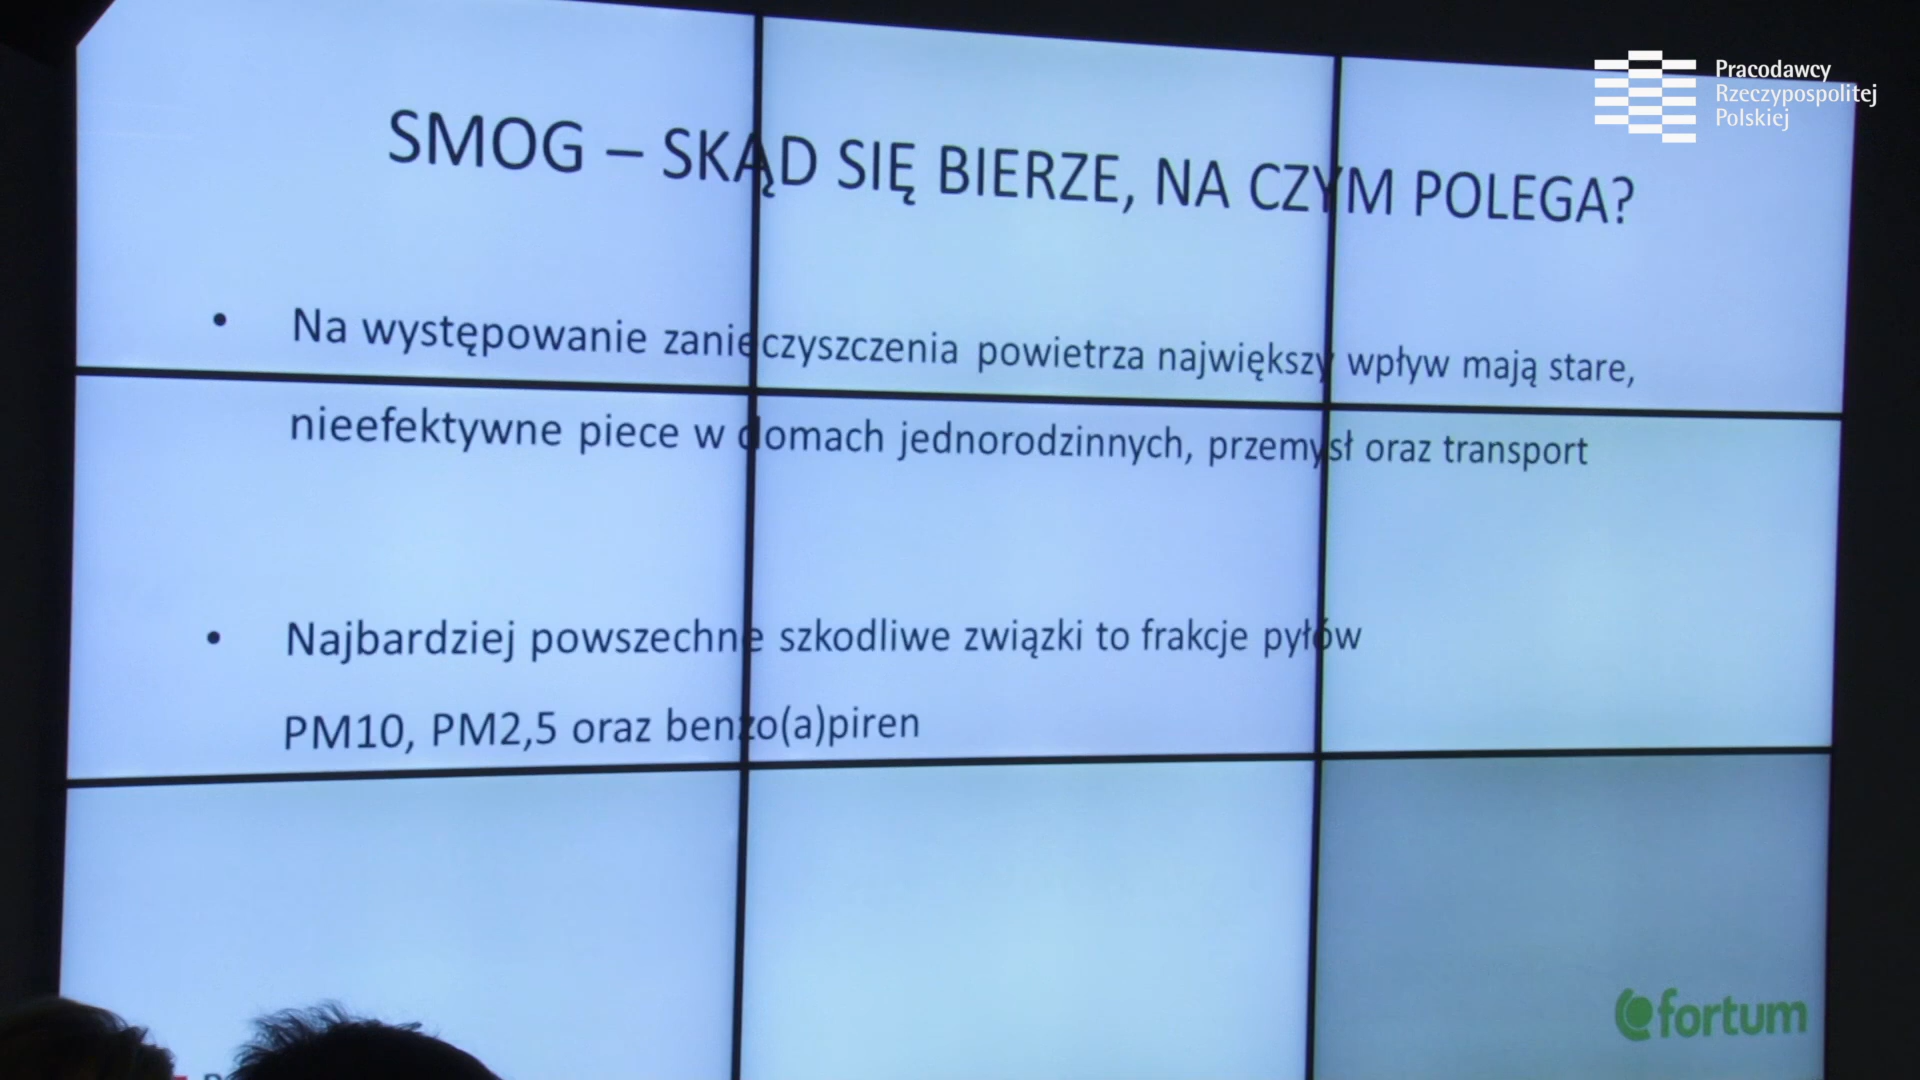 Pracodawcy
Rzeczypospolitej
Polskiej
SMOG – SKĄD SIĘ BIERZE, NA CZYM POLEGA?
• Na występowanie zanieczyszczenia powietrza największy wpływ mają stare,
nieefektywne piece w domach jednorodzinnych, przemysł oraz transport
• Najbardziej powszechne szkodliwe związki to frakcje pyłów
PM10, PM2,5 oraz benzo(a)piren
fortum